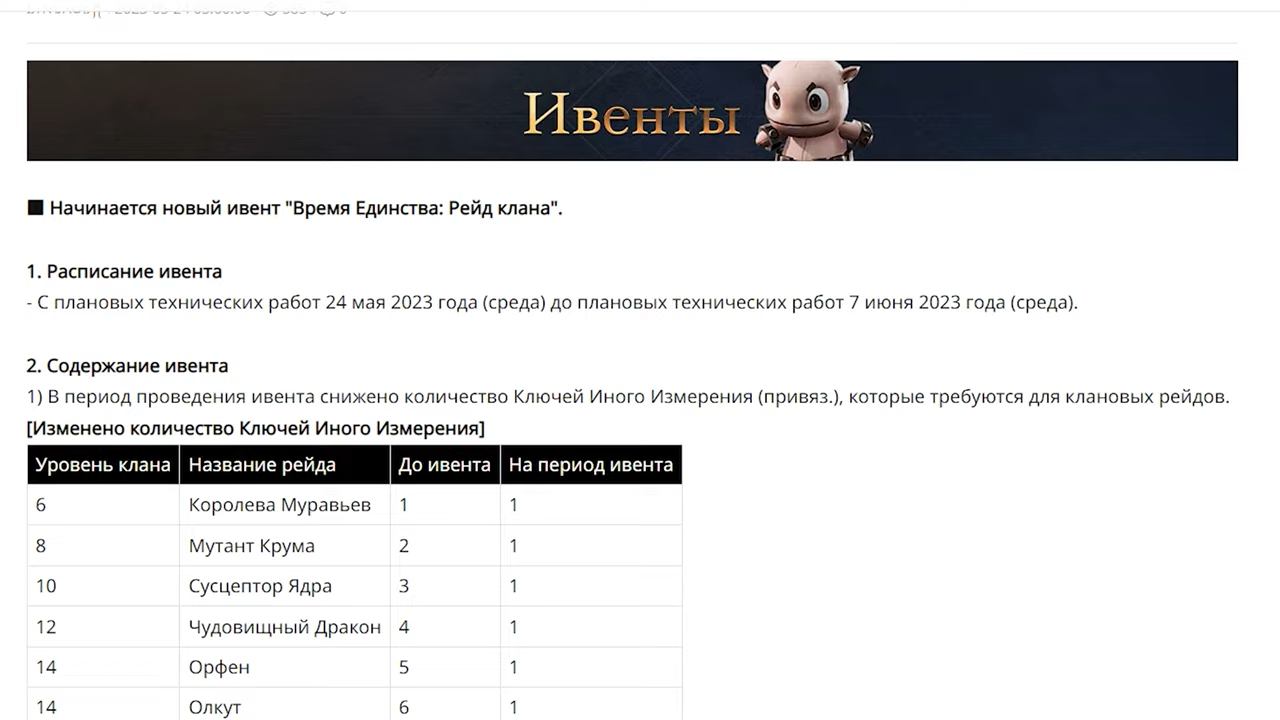 Ивенты
■ Начинается новый ивент "Время Единства: Рейд клана".
1. Расписание ивента
- С плановых технических работ 24 мая 2023 года (среда) до плановых технических работ 7 июня 2023 года (среда).
2. Содержание ивента
1) В период проведения ивента снижено количество Ключей Иного Измерения (привяз.), которые требуются для клановых рейдов.
[Изменено количество Ключей Иного Измерения]
Уровень клана Название рейда До ивента На период ивента
6 Королева Муравьев 1 1
8 Мутант Крума 2 1
10 Сусцептор Ядра 3 1
12 Чудовищный Дракон 4 1
14 Орфен 5 1
14 Олкут 6 1